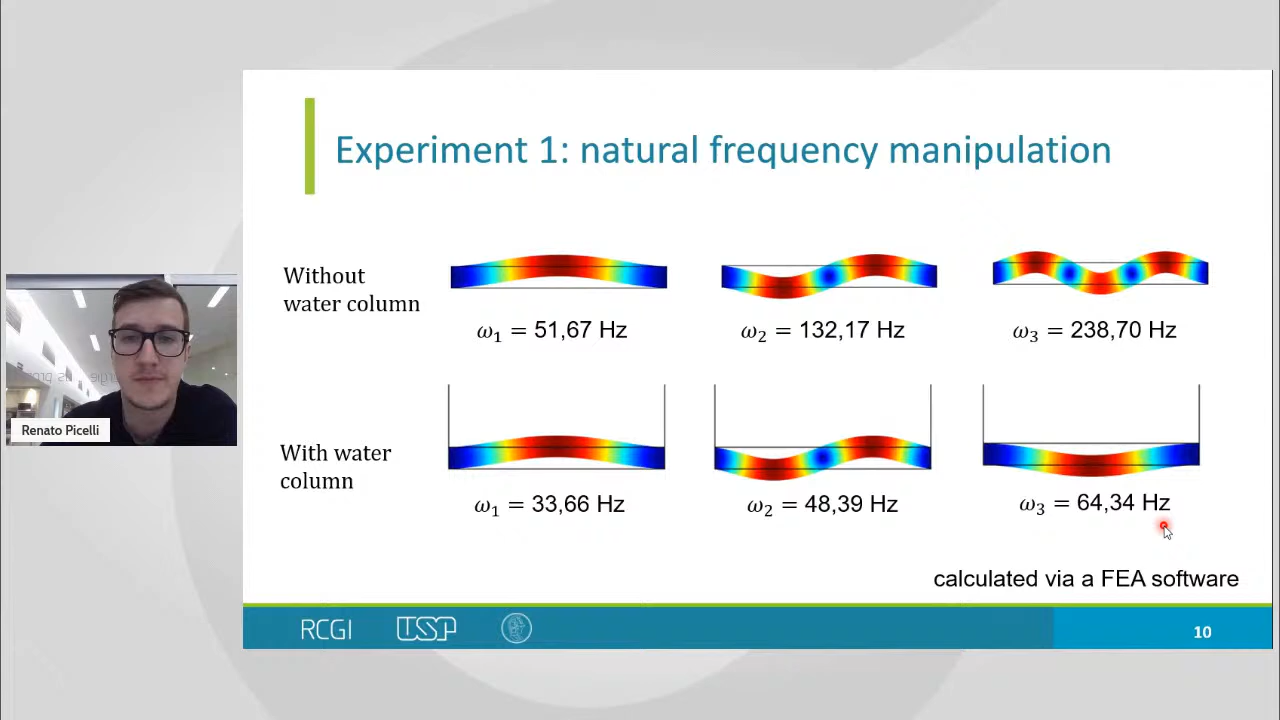 Experiment 1: natural frequency manipulation
Without
water column
ω₁ = 51,67 Hz
ω₂ = 132,17 Hz
ω₃ = 238,70 Hz
With water
column
ω₁ = 33,66 Hz
ω₂ = 48,39 Hz
ω₃ = 64,34 Hz
calculated via a FEA software
RCGI
USP
10
Renato Picelli